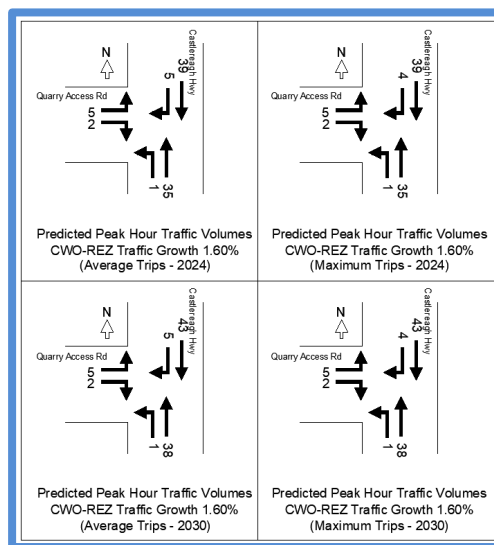 N
Castlereagh Hwy
39
5
Quarry Access Rd
5
2
1
35
Predicted Peak Hour Traffic Volumes
CWO-REZ Traffic Growth 1.60%
(Average Trips - 2024)
N
Castlereagh Hwy
39
4
Quarry Access Rd
5
2
1
35
Predicted Peak Hour Traffic Volumes
CWO-REZ Traffic Growth 1.60%
(Maximum Trips - 2024)
N
Castlereagh Hwy
43
5
Quarry Access Rd
5
2
1
38
Predicted Peak Hour Traffic Volumes
CWO-REZ Traffic Growth 1.60%
(Average Trips - 2030)
N
Castlereagh Hwy
43
4
Quarry Access Rd
5
2
1
38
Predicted Peak Hour Traffic Volumes
CWO-REZ Traffic Growth 1.60%
(Maximum Trips - 2030)